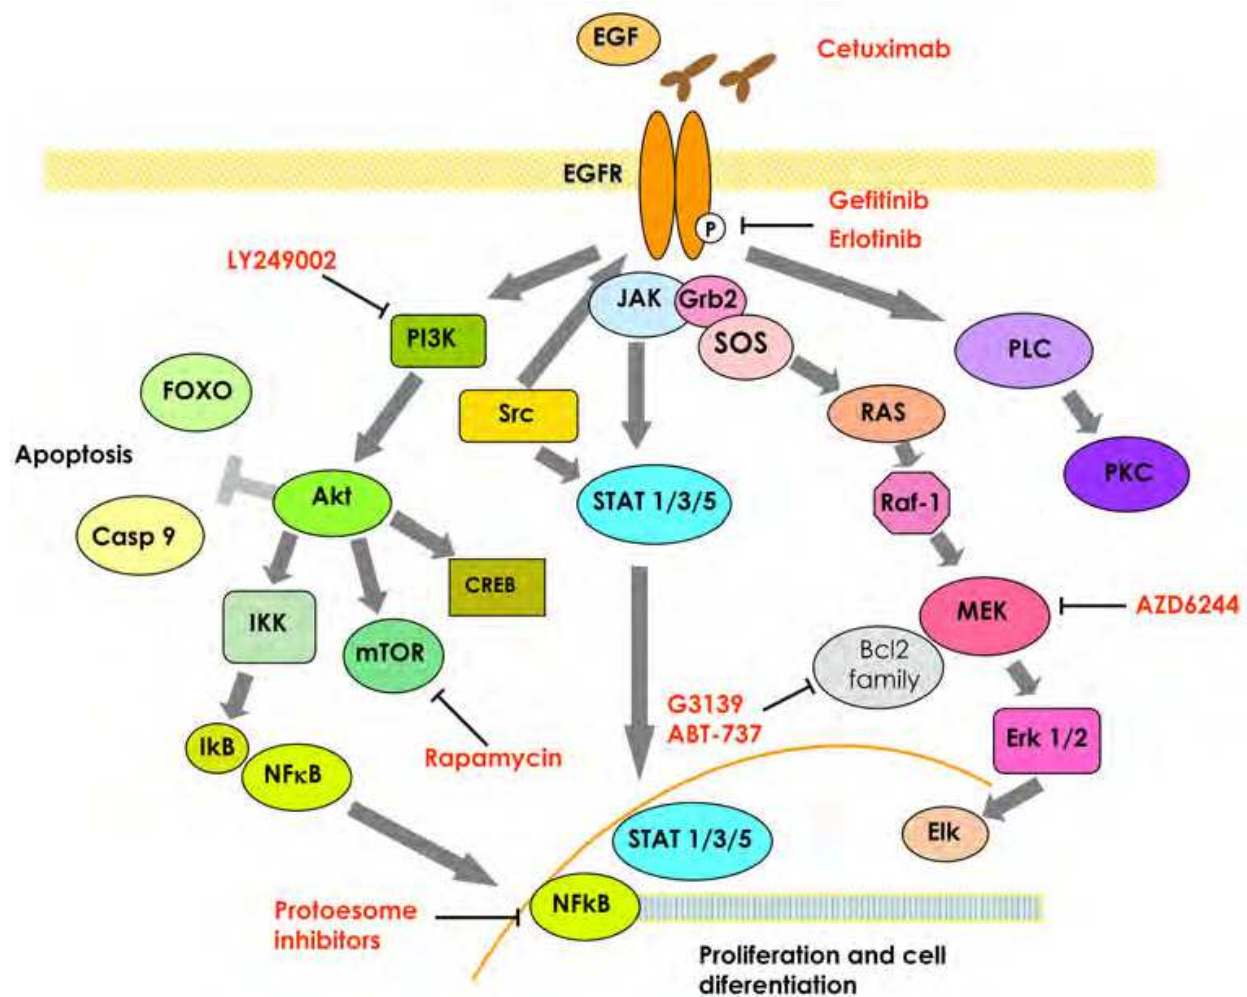 EGF
Cetuximab
EGFR
Gefitinib
P
Erlotinib
LY249002
JAK
Grb2
PI3K
SOS
PLC
FOXO
Src
RAS
Apoptosis
PKC
Akt
STAT 1/3/5
Raf-1
Casp 9
CREB
IKK
MEK
AZD6244
mTOR
Bcl2
family
G3139
ABT-737
Erk 1/2
IkB
Rapamycin
NFκB
STAT 1/3/5
Elk
NFkB
Protoesome
inhibitors
Proliferation and cell
diferentiation